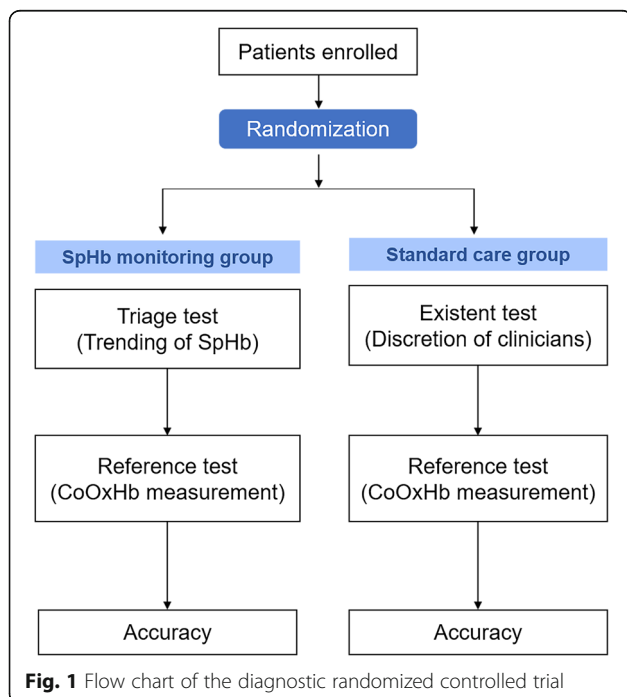 Patients enrolled
Randomization
SpHb monitoring group
Standard care group
Triage test
(Trending of SpHb)
Existent test
(Discretion of clinicians)
Reference test
(CoOxHb measurement)
Reference test
(CoOxHb measurement)
Accuracy
Accuracy
Fig. 1 Flow chart of the diagnostic randomized controlled trial